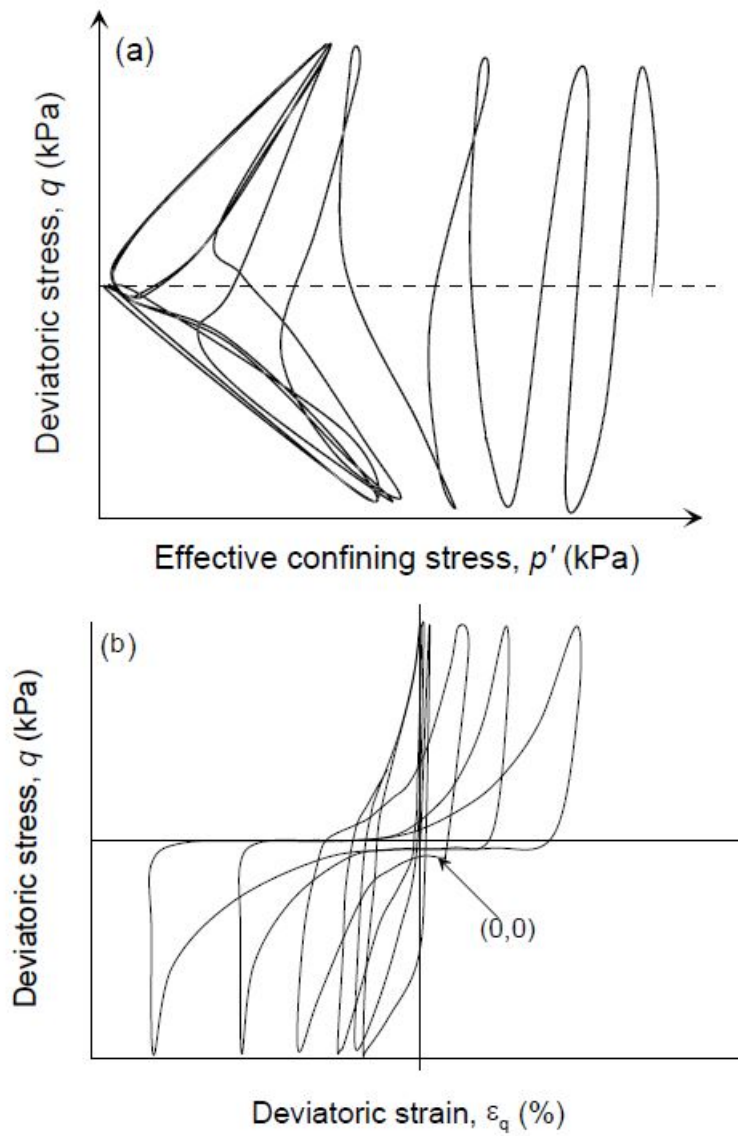 (a)
Deviatoric stress, q (kPa)
Effective confining stress, p' (kPa)
(b)
Deviatoric stress, q (kPa)
(0,0)
Deviatoric strain, εq (%)